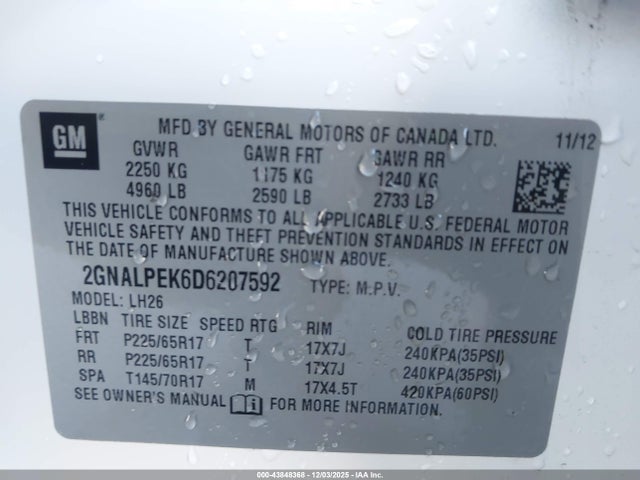 GM
MFD BY GENERAL MOTORS OF CANADA LTD. 11/12
GVWR GAWR FRT GAWR RR
2250 KG 1175 KG 1240 KG
4960 LB 2590 LB 2733 LB
THIS VEHICLE CONFORMS TO ALL APPLICABLE U.S. FEDERAL MOTOR
VEHICLE SAFETY AND THEFT PREVENTION STANDARDS IN EFFECT ON
THE DATE OF MANUFACTURE SHOWN ABOVE.
2GNALPEK6D6207592 TYPE: M.P.V.
MODEL: LH26
LBBN TIRE SIZE SPEED RTG RIM COLD TIRE PRESSURE
FRT P225/65R17 T 17X7J 240KPA(35PSI)
RR P225/65R17 T 17X7J 240KPA(35PSI)
SPA T145/70R17 M 17X4.5T 420KPA(60PSI)
SEE OWNER'S MANUAL FOR MORE INFORMATION.
000-43848368 - 12/03/2025 - IAAI.CA